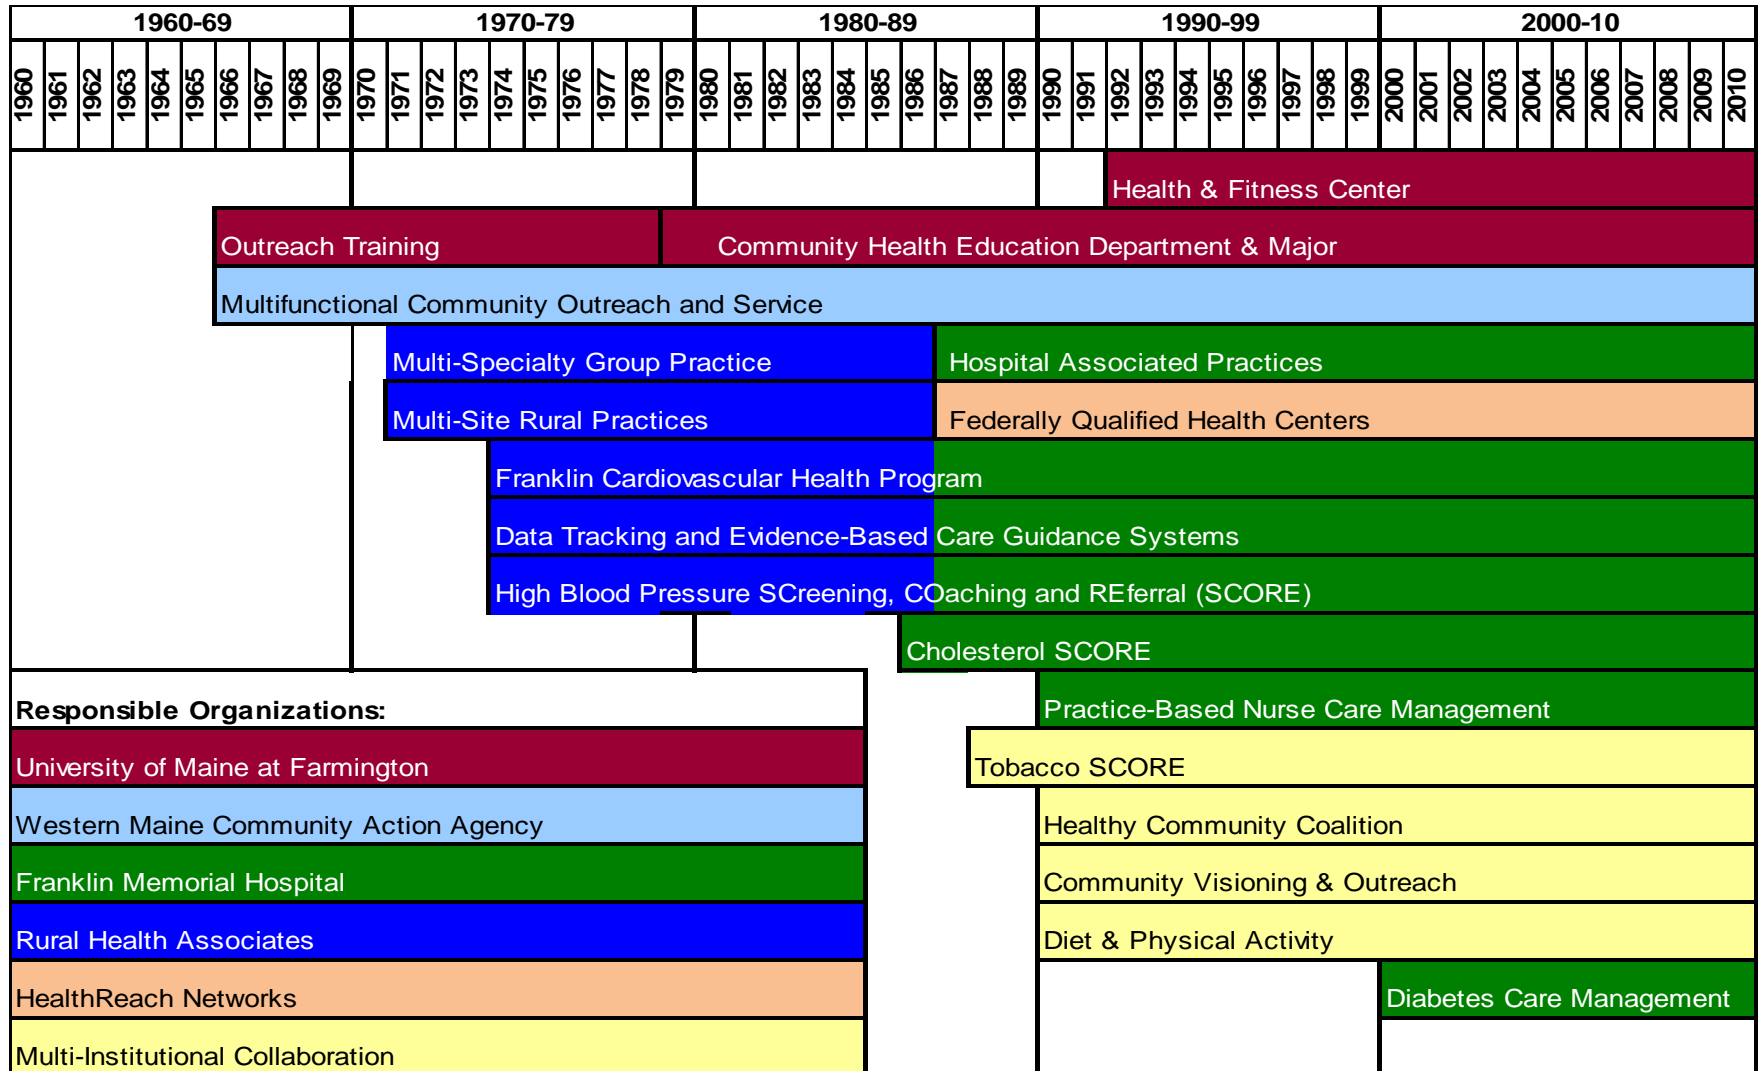 1960-69 1970-79 1980-89 1990-99 2000-10
1960 1961 1962 1963 1964 1965 1966 1967 1968 1969 1970 1971 1972 1973 1974 1975 1976 1977 1978 1979 1980 1981 1982 1983 1984 1985 1986 1987 1988 1989 1990 1991 1992 1993 1994 1995 1996 1997 1998 1999 2000 2001 2002 2003 2004 2005 2006 2007 2008 2009 2010
Health & Fitness Center
Outreach Training Community Health Education Department & Major
Multifunctional Community Outreach and Service
Multi-Specialty Group Practice Hospital Associated Practices
Multi-Site Rural Practices Federally Qualified Health Centers
Franklin Cardiovascular Health Program
Data Tracking and Evidence-Based Care Guidance Systems
High Blood Pressure SCreening, COaching and REferral (SCORE)
Cholesterol SCORE
Responsible Organizations: Practice-Based Nurse Care Management
University of Maine at Farmington Tobacco SCORE
Western Maine Community Action Agency Healthy Community Coalition
Franklin Memorial Hospital Community Visioning & Outreach
Rural Health Associates Diet & Physical Activity
HealthReach Networks Diabetes Care Management
Multi-Institutional Collaboration